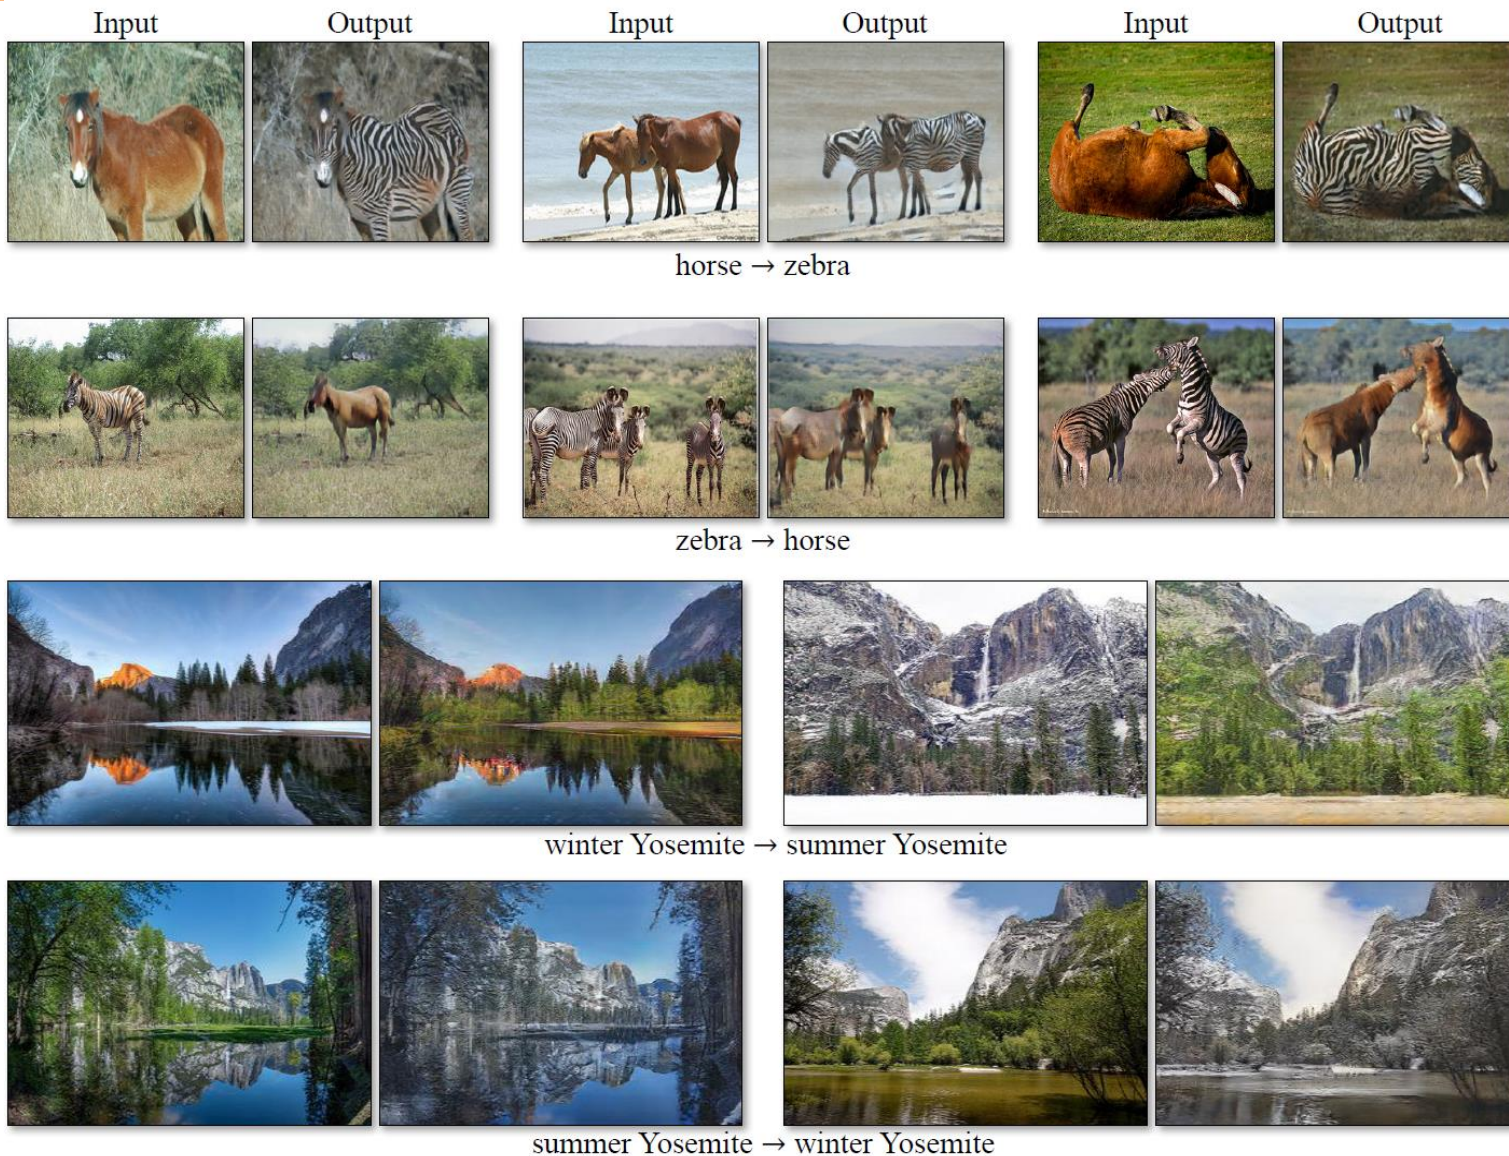 Input Output Input Output Input Output
horse → zebra
zebra → horse
winter Yosemite → summer Yosemite
summer Yosemite → winter Yosemite